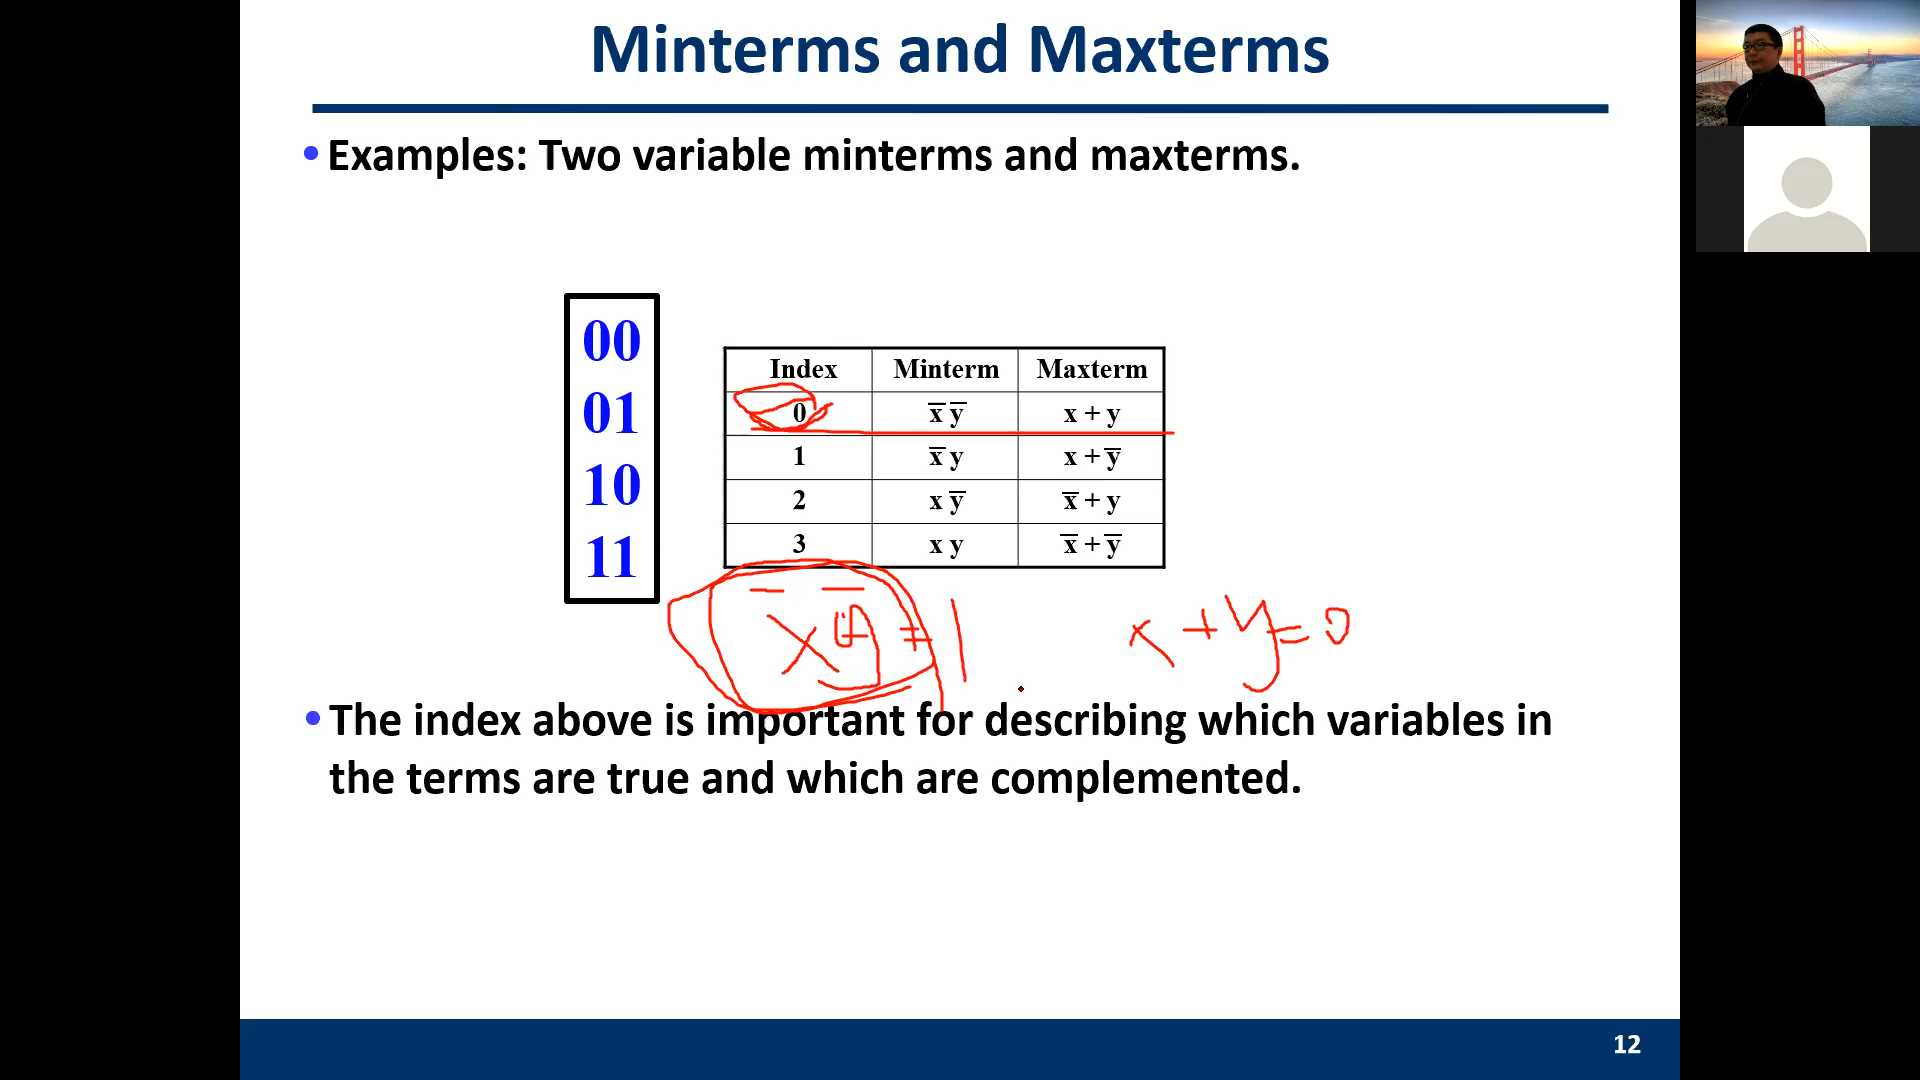 Minterms and Maxterms
• Examples: Two variable minterms and maxterms.
00
01
10
11
Index Minterm Maxterm
0 x̅ y̅ x + y
1 x̅ y x + y̅
2 x y̅ x̅ + y
3 x y x̅ + y̅
x + y = 0
• The index above is important for describing which variables in
the terms are true and which are complemented.
12